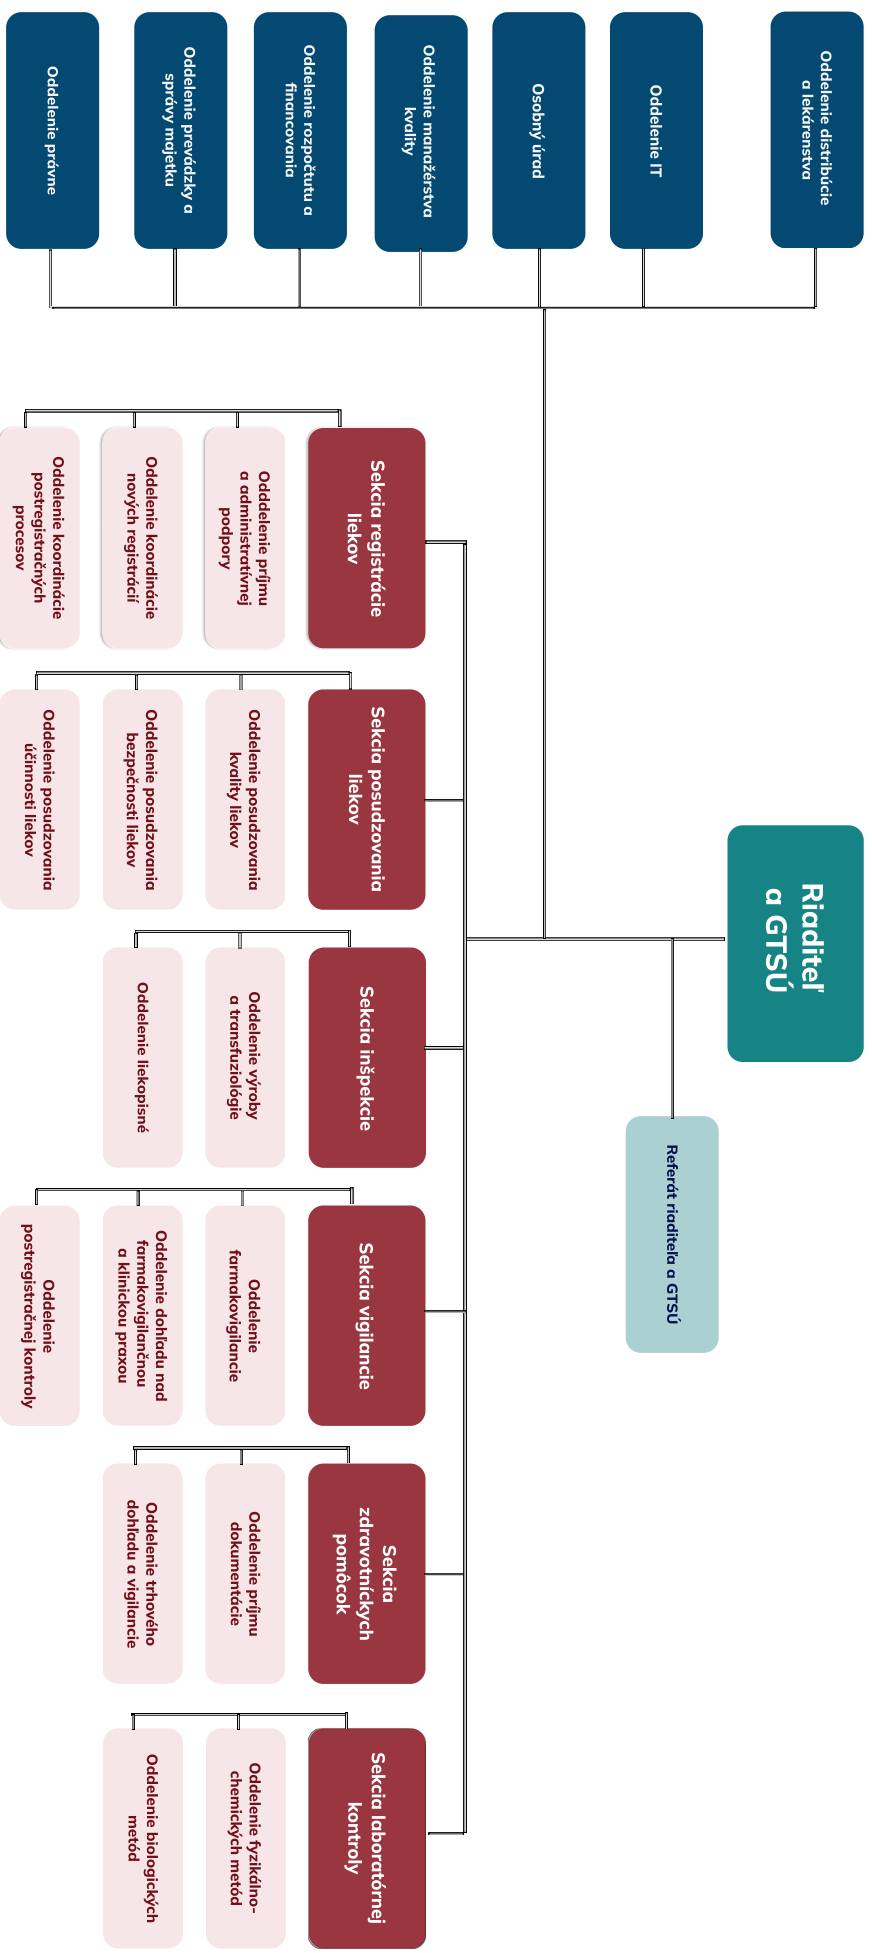 Riaditeľ
a GTSÚ
Referát riaditeľa a GTSÚ
Oddelenie distribúcie
a lekárenstva
Oddelenie IT
Osobný úrad
Oddelenie manažérstva
kvality
Oddelenie rozpočtutu a
financovania
Oddelenie prevádzky a
správy majetku
Oddelenie právne
Sekcia registrácie
liekov
Odddelenie príjmu
a administratívnej
podpory
Oddelenie koordinácie
nových registrácií
Oddelenie koordinácie
postregistračných
procesov
Sekcia posudzovania
liekov
Oddelenie posudzovania
kvality liekov
Oddelenie posudzovania
bezpečnosti liekov
Oddelenie posudzovania
účinnosti liekov
Sekcia inšpekcie
Oddelenie výroby
a transfuziológie
Oddelenie liekopisné
Sekcia vigilancie
Oddelenie
farmakovigilancie
Oddelenie dohľadu nad
farmakovigilančnou
a klinickou praxou
Oddelenie
postregistračnej kontroly
Sekcia
zdravotníckych
pomôcok
Oddelenie príjmu
dokumentácie
Oddelenie trhového
dohľadu a vigilancie
Sekcia laboratórnej
kontroly
Oddelenie fyzikálno-
chemických metód
Oddelenie biologických
metód